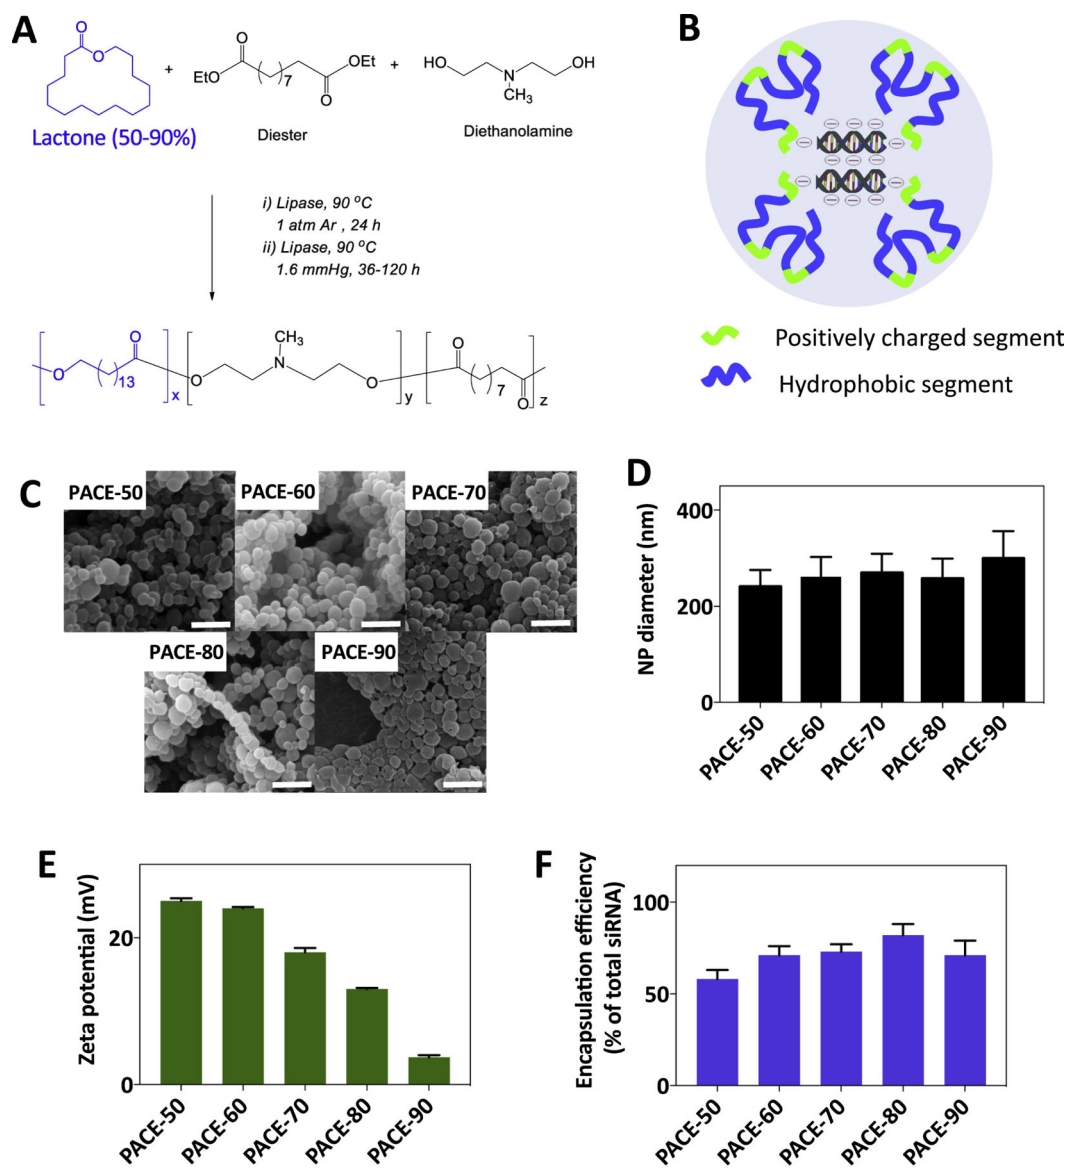 A
O
O
Lactone (50-90%)
+
O
EtO
7
OEt
O
Diester
+
HO
N
CH₃
OH
Diethanolamine
i) Lipase, 90 °C
1 atm Ar , 24 h
ii) Lipase, 90 °C
1.6 mmHg, 36-120 h
O
13
O
x
O
CH₃
N
O
y
O
7
O
z
B
Positively charged segment
Hydrophobic segment
C
PACE-50
PACE-60
PACE-70
PACE-80
PACE-90
D
NP diameter (nm)
400
200
0
PACE-50
PACE-60
PACE-70
PACE-80
PACE-90
E
Zeta potential (mV)
20
0
PACE-50
PACE-60
PACE-70
PACE-80
PACE-90
F
Encapsulation efficiency
(% of total siRNA)
100
50
0
PACE-50
PACE-60
PACE-70
PACE-80
PACE-90